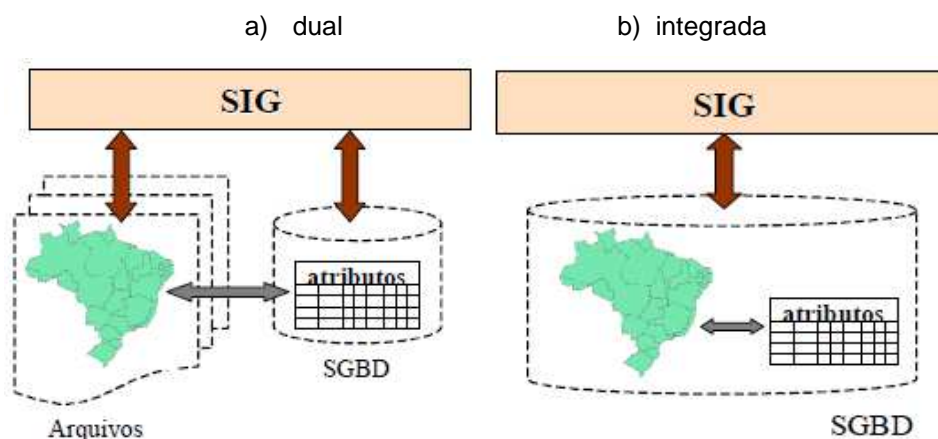 a) dual
b) integrada
SIG
SIG
atributos
SGBD
Arquivos
atributos
SGBD